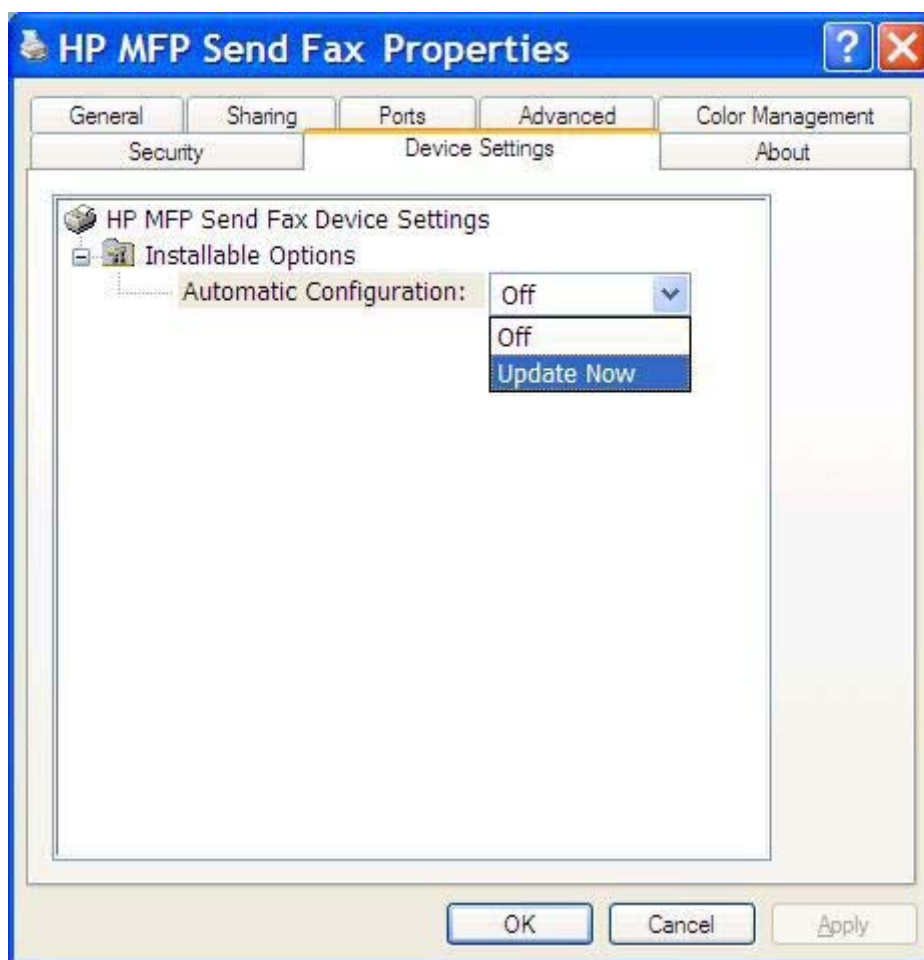 HP MFP Send Fax Properties
General Sharing Ports Advanced Color Management
Security Device Settings About
HP MFP Send Fax Device Settings
Installable Options
Automatic Configuration: Off
Off
Update Now
OK Cancel Apply